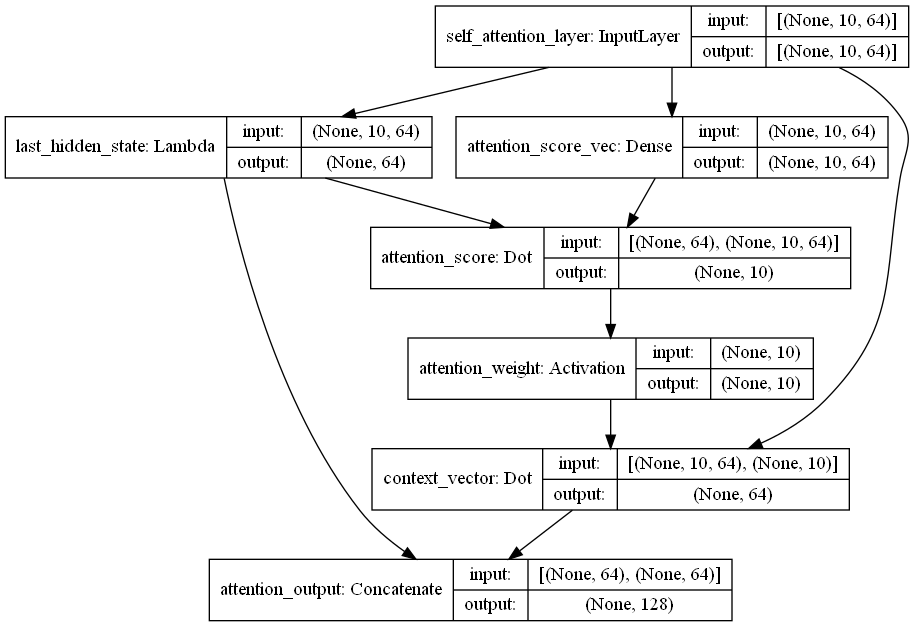 self_attention_layer: InputLayer
input:
[(None, 10, 64)]
output:
[(None, 10, 64)]
last_hidden_state: Lambda
input:
(None, 10, 64)
output:
(None, 64)
attention_score_vec: Dense
input:
(None, 10, 64)
output:
(None, 10, 64)
attention_score: Dot
input:
[(None, 64), (None, 10, 64)]
output:
(None, 10)
attention_weight: Activation
input:
(None, 10)
output:
(None, 10)
context_vector: Dot
input:
[(None, 10, 64), (None, 10)]
output:
(None, 64)
attention_output: Concatenate
input:
[(None, 64), (None, 64)]
output:
(None, 128)